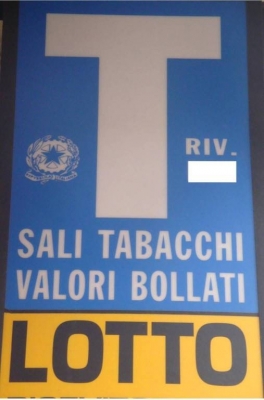 T
RIV.
SALI TABACCHI
VALORI BOLLATI
LOTTO